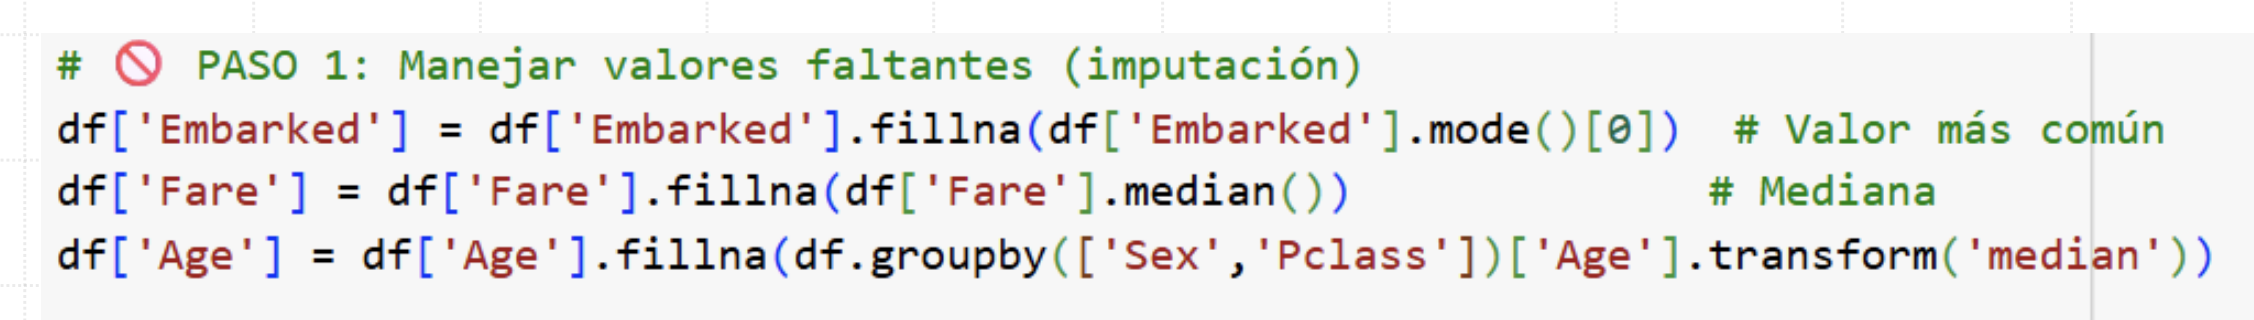 # 🚫 PASO 1: Manejar valores faltantes (imputación)
df['Embarked'] = df['Embarked'].fillna(df['Embarked'].mode()[0])  # Valor más común
df['Fare'] = df['Fare'].fillna(df['Fare'].median())              # Mediana
df['Age'] = df['Age'].fillna(df.groupby(['Sex','Pclass'])['Age'].transform('median'))